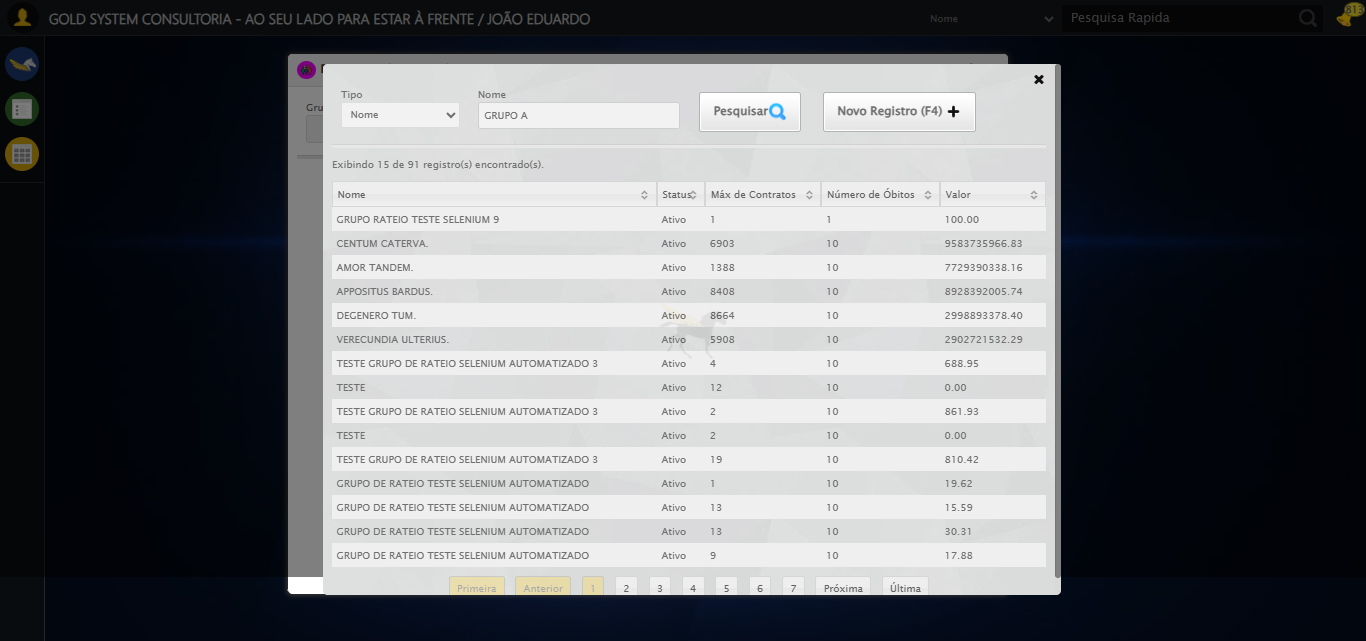 GOLD SYSTEM CONSULTORIA - AO SEU LADO PARA ESTAR À FRENTE / JOÃO EDUARDO
Nome
Pesquisa Rapida
813
Gru
Tipo
Nome
Nome
GRUPO A
Pesquisar
Novo Registro (F4)
Exibindo 15 de 91 registro(s) encontrado(s).
Nome Status Máx de Contratos Número de Óbitos Valor
GRUPO RATEIO TESTE SELENIUM 9 Ativo 1 1 100.00
CENTUM CATERVA. Ativo 6903 10 9583735966.83
AMOR TANDEM. Ativo 1388 10 7729390338.16
APPOSITUS BARDUS. Ativo 8408 10 8928392005.74
DEGENERO TUM. Ativo 8664 10 2998893378.40
VERECUNDIA ULTERIUS. Ativo 5908 10 2902721532.29
TESTE GRUPO DE RATEIO SELENIUM AUTOMATIZADO 3 Ativo 4 10 688.95
TESTE Ativo 12 10 0.00
TESTE GRUPO DE RATEIO SELENIUM AUTOMATIZADO 3 Ativo 2 10 861.93
TESTE Ativo 2 10 0.00
TESTE GRUPO DE RATEIO SELENIUM AUTOMATIZADO 3 Ativo 19 10 810.42
GRUPO DE RATEIO TESTE SELENIUM AUTOMATIZADO Ativo 1 10 19.62
GRUPO DE RATEIO TESTE SELENIUM AUTOMATIZADO Ativo 13 10 15.59
GRUPO DE RATEIO TESTE SELENIUM AUTOMATIZADO Ativo 13 10 30.31
GRUPO DE RATEIO TESTE SELENIUM AUTOMATIZADO Ativo 9 10 17.88
Primeira Anterior 1 2 3 4 5 6 7 Próxima Última